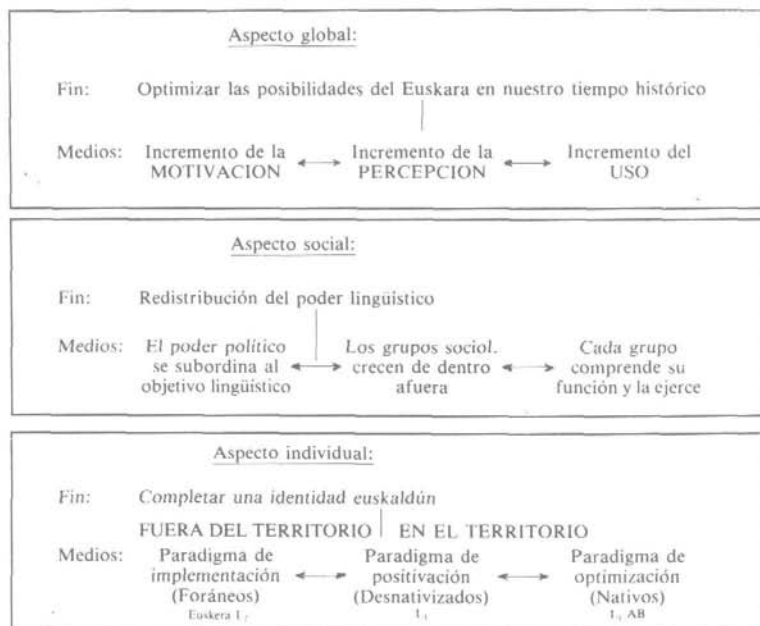 Aspecto global:
Fin: Optimizar las posibilidades del Euskara en nuestro tiempo histórico
Medios: Incremento de la MOTIVACION ↔ Incremento de la PERCEPCION ↔ Incremento del USO
Aspecto social:
Fin: Redistribución del poder lingüístico
Medios: El poder político se subordina al objetivo lingüístico ↔ Los grupos social. crecen de dentro afuera ↔ Cada grupo comprende su función y la ejerce
Aspecto individual:
Fin: Completar una identidad euskaldún
FUERA DEL TERRITORIO EN EL TERRITORIO
Medios: Paradigma de implementación (Foráneos) ↔ Paradigma de positivación (Desnativizados) ↔ Paradigma de optimización (Nativos)
Euskera AB